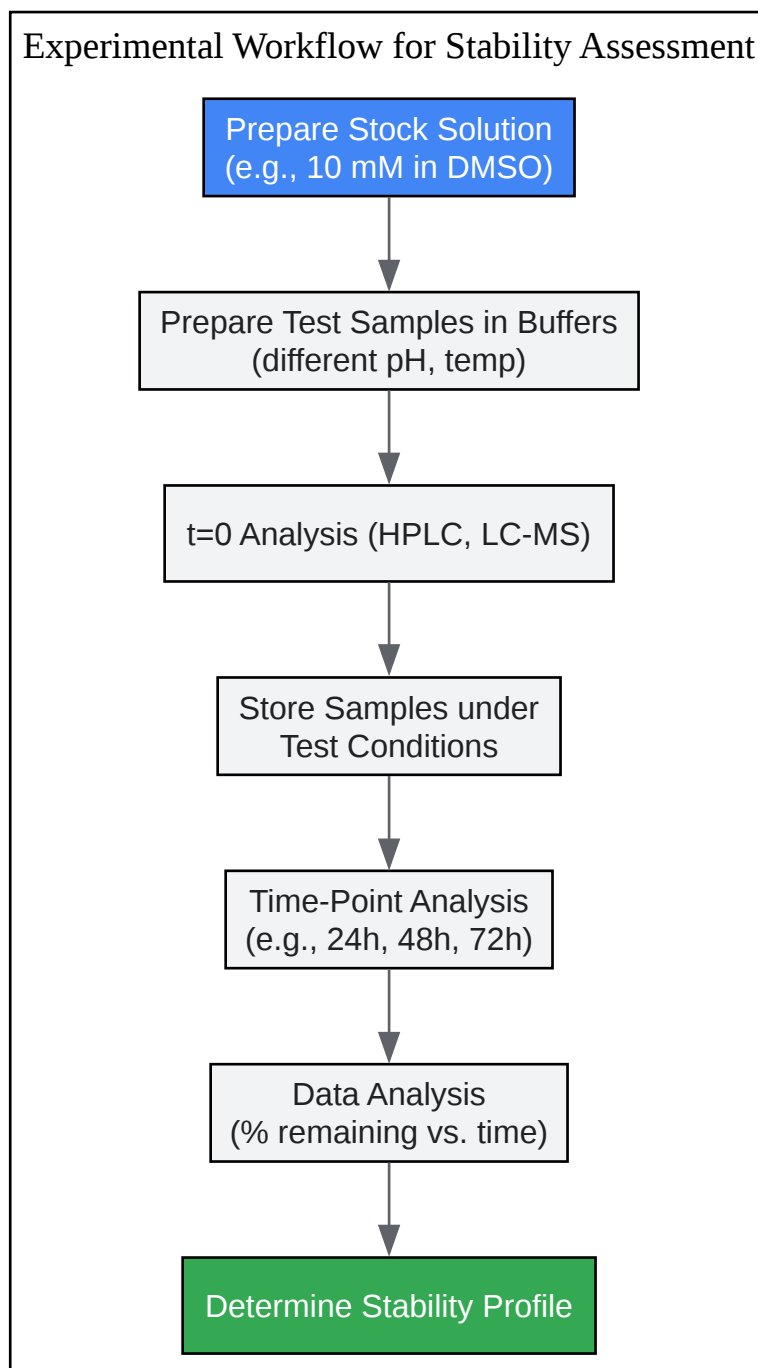 Experimental Workflow for Stability Assessment
Prepare Stock Solution
(e.g., 10 mM in DMSO)
Prepare Test Samples in Buffers
(different pH, temp)
t=0 Analysis (HPLC, LC-MS)
Store Samples under
Test Conditions
Time-Point Analysis
(e.g., 24h, 48h, 72h)
Data Analysis
(% remaining vs. time)
Determine Stability Profile